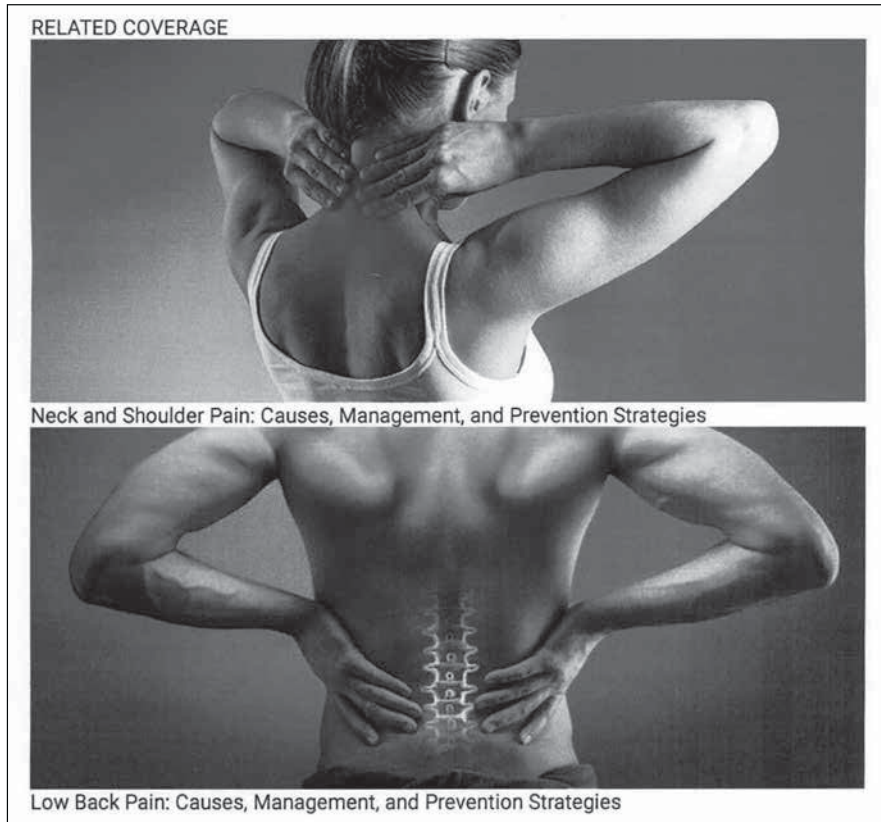 RELATED COVERAGE
Neck and Shoulder Pain: Causes, Management, and Prevention Strategies
Low Back Pain: Causes, Management, and Prevention Strategies